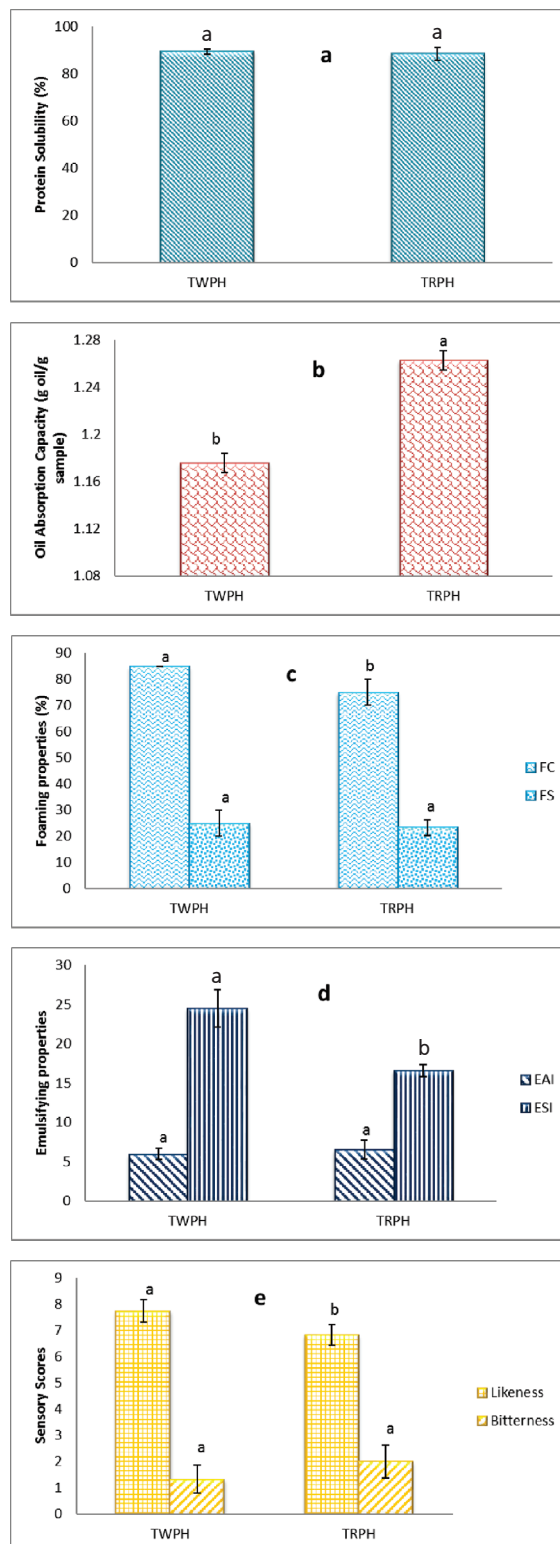 100
80
60
40
20
0
Protein Solubility (%)
a
a
a
TWPH
TRPH
1.28
1.24
1.2
1.16
1.12
1.08
Oil Absorption Capacity (g oil/g
sample)
b
b
a
TWPH
TRPH
90
80
70
60
50
40
30
20
10
0
Foaming properties (%)
c
a
a
b
a
TWPH
TRPH
FC
FS
30
25
20
15
10
5
0
Emulsifying properties
d
a
a
a
b
TWPH
TRPH
EAI
ESI
9
8
7
6
5
4
3
2
1
0
Sensory Scores
e
a
a
b
a
TWPH
TRPH
Likeness
Bitterness